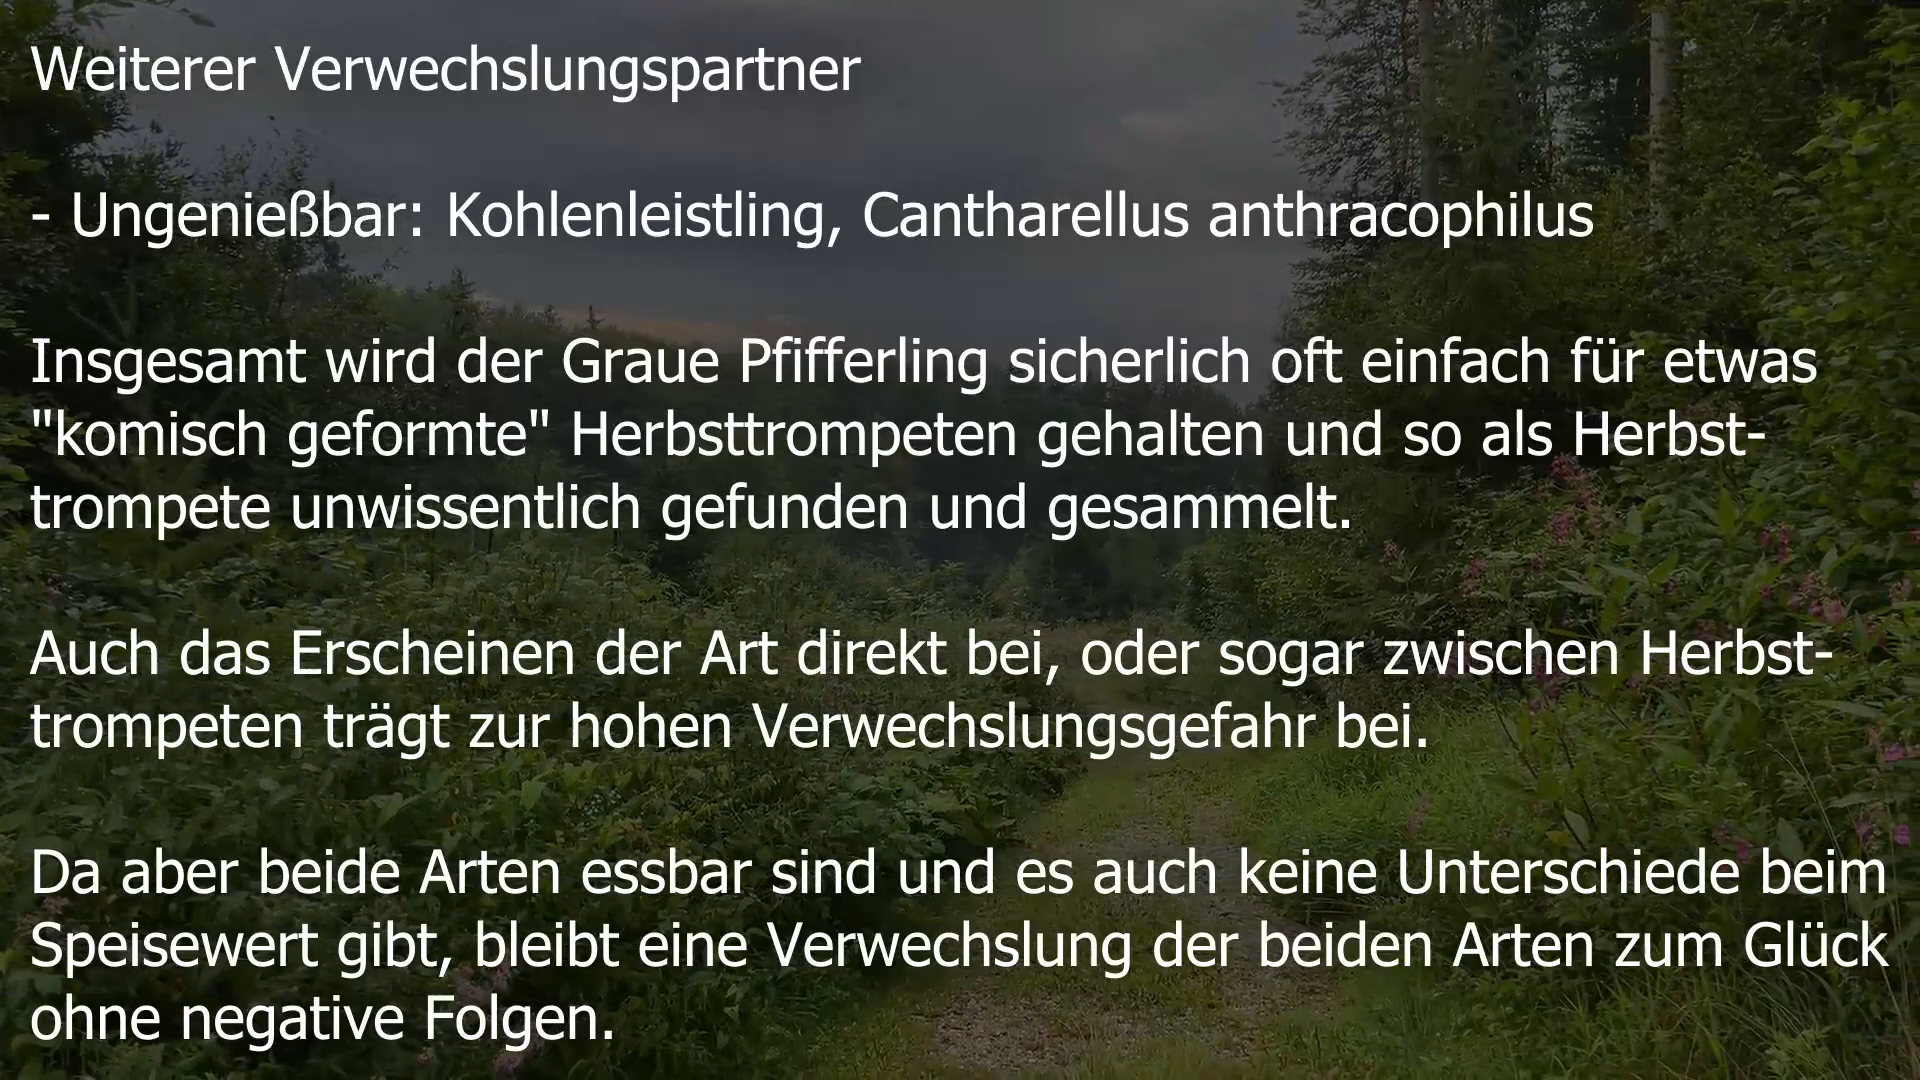 Weiterer Verwechslungspartner
- Ungenießbar: Kohlenleistling, Cantharellus anthracophilus
Insgesamt wird der Graue Pfifferling sicherlich oft einfach für etwas
"komisch geformte" Herbsttrompeten gehalten und so als Herbst-
trompete unwissentlich gefunden und gesammelt.
Auch das Erscheinen der Art direkt bei, oder sogar zwischen Herbst-
trompeten trägt zur hohen Verwechslungsgefahr bei.
Da aber beide Arten essbar sind und es auch keine Unterschiede beim
Speisewert gibt, bleibt eine Verwechslung der beiden Arten zum Glück
ohne negative Folgen.